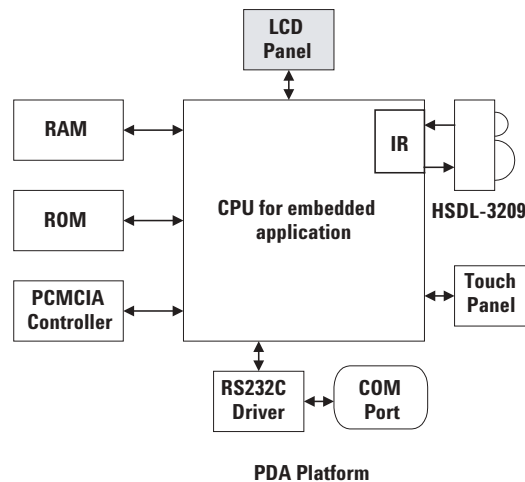 LCD
Panel
RAM
IR
ROM
CPU for embedded
application
HSDL-3209
PCMCIA
Controller
Touch
Panel
RS232C
Driver
COM
Port
PDA Platform